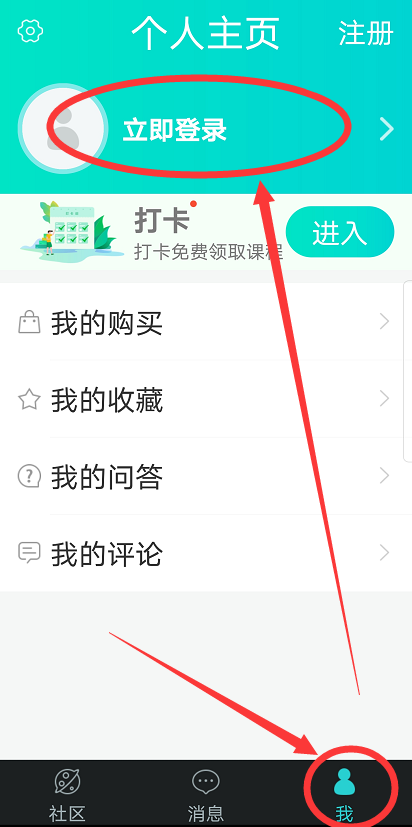 个人主页
注册
立即登录
打卡
打卡免费领取课程
进入
我的购买
我的收藏
我的问答
我的评论
社区
消息
我